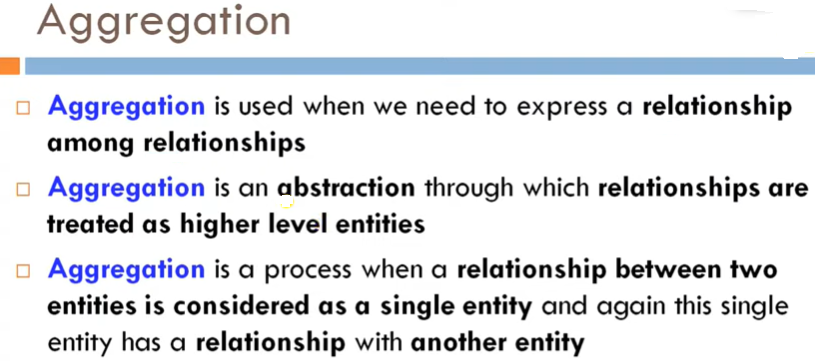 Aggregation
Aggregation is used when we need to express a relationship
among relationships
Aggregation is an abstraction through which relationships are
treated as higher level entities
Aggregation is a process when a relationship between two
entities is considered as a single entity and again this single
entity has a relationship with another entity